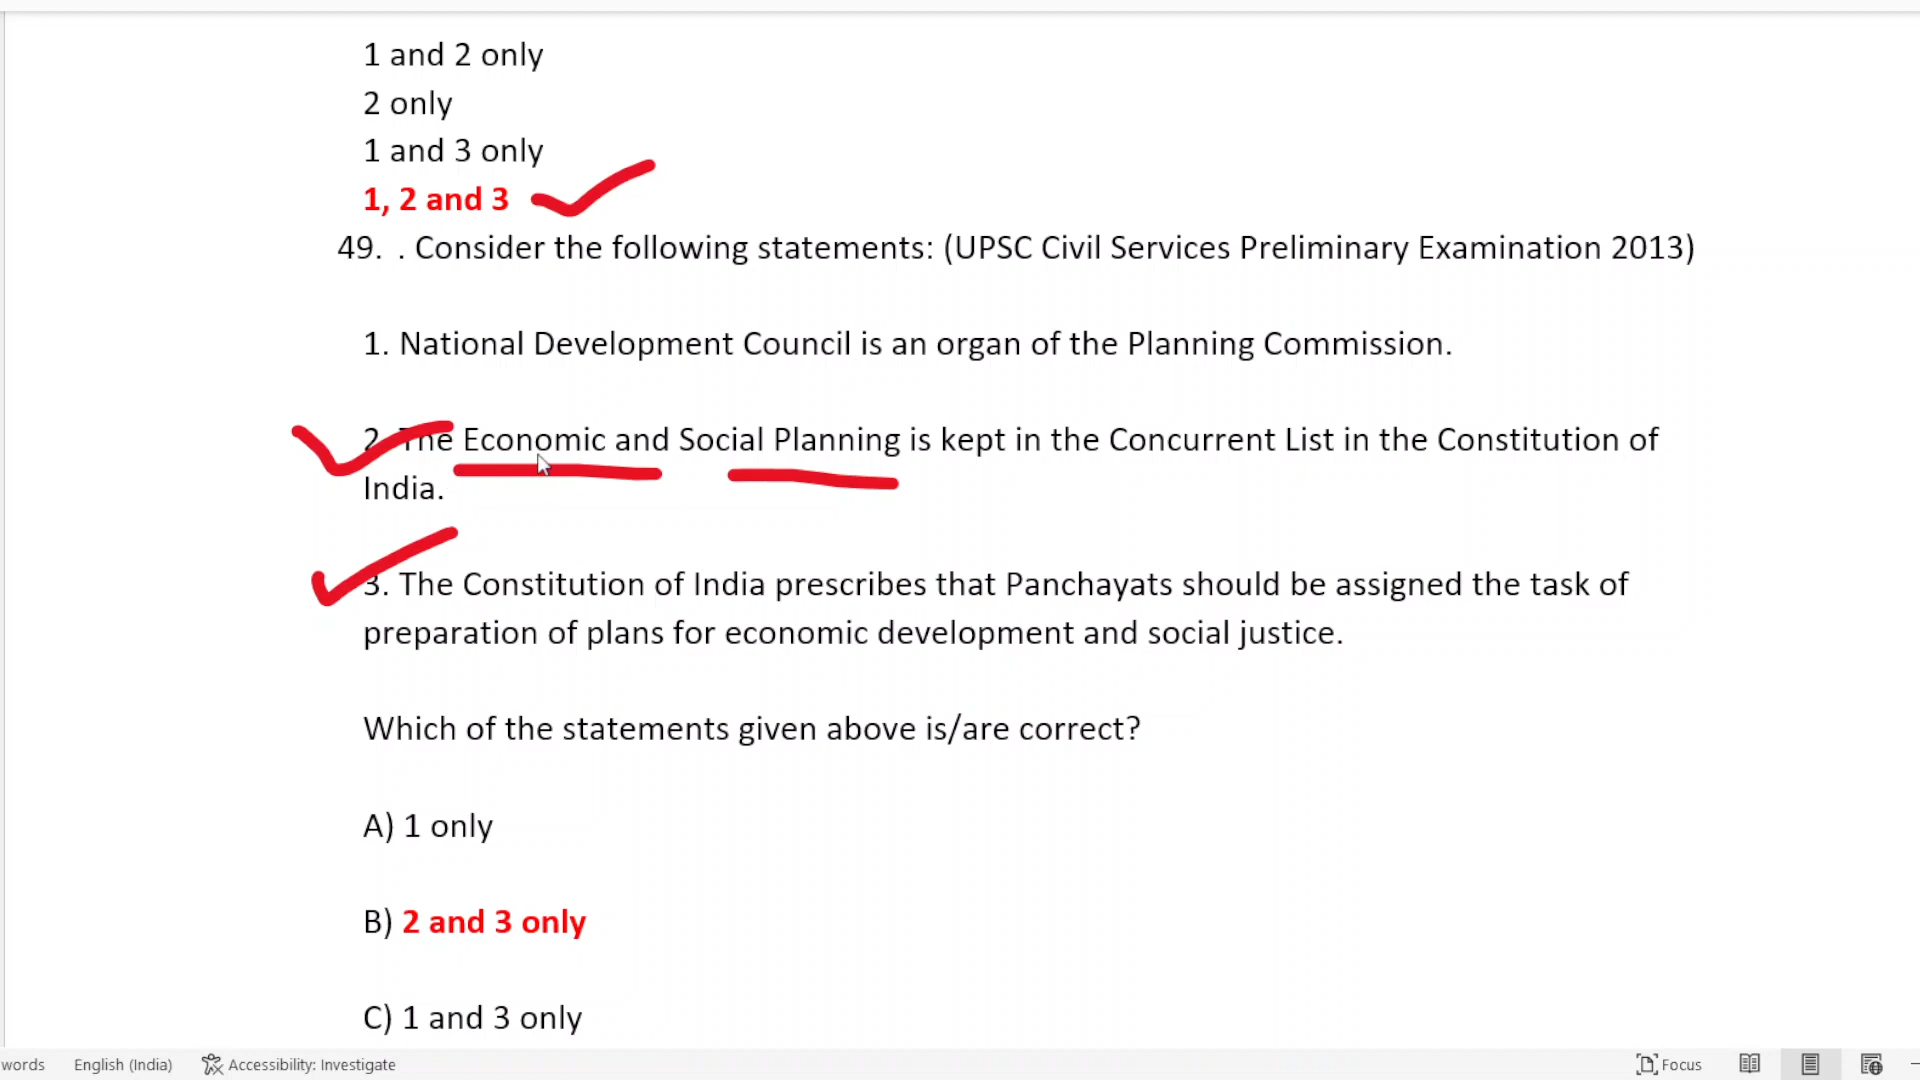 1 and 2 only
2 only
1 and 3 only
1, 2 and 3
49. . Consider the following statements: (UPSC Civil Services Preliminary Examination 2013)
1. National Development Council is an organ of the Planning Commission.
2. The Economic and Social Planning is kept in the Concurrent List in the Constitution of
India.
3. The Constitution of India prescribes that Panchayats should be assigned the task of
preparation of plans for economic development and social justice.
Which of the statements given above is/are correct?
A) 1 only
B) 2 and 3 only
C) 1 and 3 only
words English (India) Accessibility: Investigate Focus